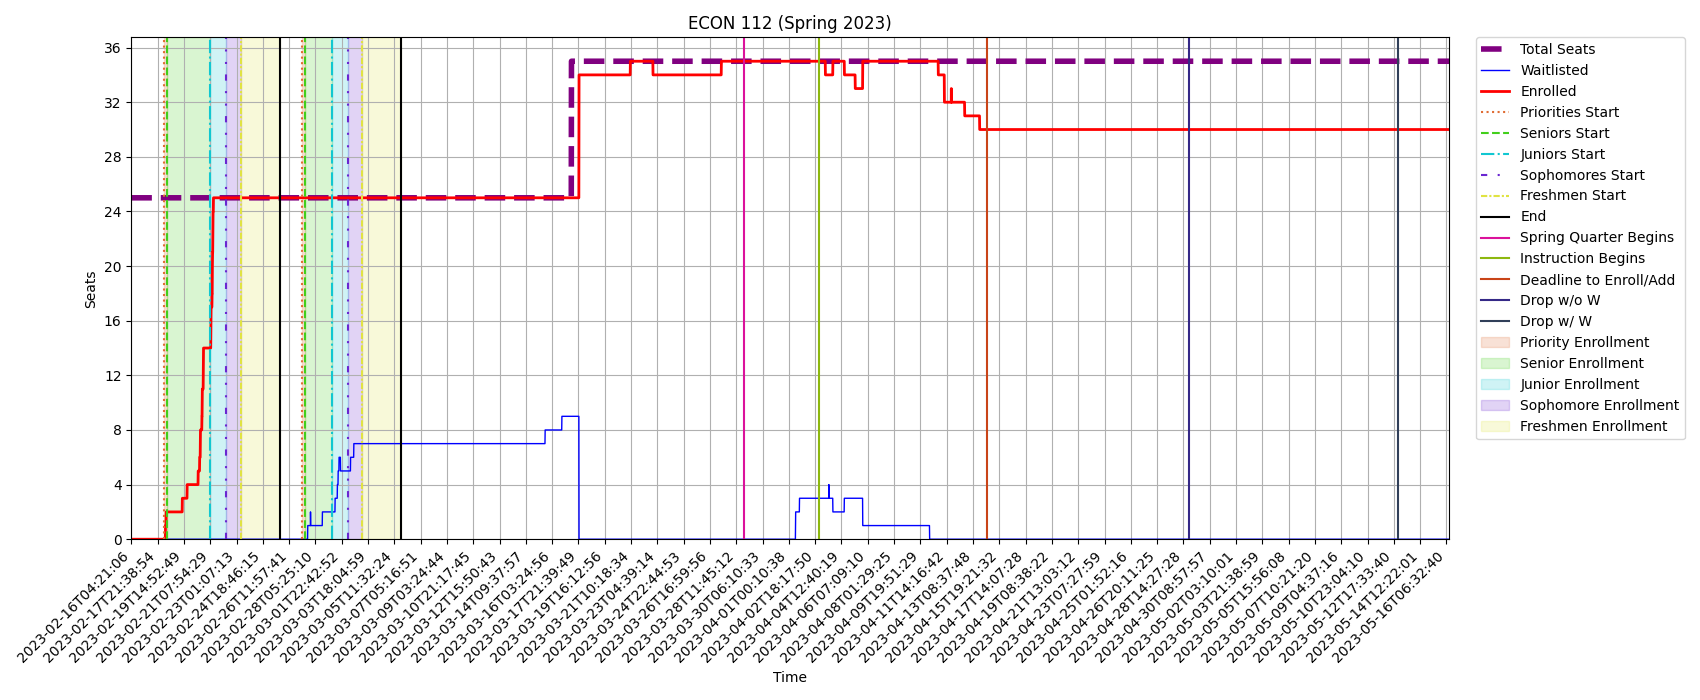 ECON 112 (Spring 2023)
Seats
36
32
28
24
20
16
12
8
4
0
2023-02-16T04:21:06
2023-02-17T21:38:54
2023-02-19T14:52:49
2023-02-21T07:54:29
2023-02-23T01:07:13
2023-02-24T18:46:15
2023-02-26T11:57:41
2023-02-28T05:25:10
2023-03-01T22:42:52
2023-03-03T18:04:59
2023-03-05T11:32:24
2023-03-07T05:16:51
2023-03-09T03:24:44
2023-03-10T21:17:45
2023-03-12T15:50:43
2023-03-14T09:37:57
2023-03-16T03:24:56
2023-03-17T21:39:49
2023-03-19T16:12:56
2023-03-21T10:18:34
2023-03-23T04:39:14
2023-03-24T22:44:53
2023-03-26T16:59:56
2023-03-28T11:45:12
2023-03-30T06:10:33
2023-04-01T00:10:38
2023-04-02T18:17:50
2023-04-04T12:40:19
2023-04-06T07:09:10
2023-04-08T01:29:25
2023-04-09T19:51:29
2023-04-11T14:16:42
2023-04-13T08:37:48
2023-04-15T19:21:32
2023-04-17T14:07:28
2023-04-19T08:38:22
2023-04-21T13:03:12
2023-04-23T07:27:59
2023-04-25T01:52:16
2023-04-26T20:11:25
2023-04-28T14:27:28
2023-04-30T08:57:57
2023-05-02T03:10:01
2023-05-03T21:38:59
2023-05-05T15:56:08
2023-05-07T10:21:20
2023-05-09T04:37:16
2023-05-10T23:04:10
2023-05-12T17:33:40
2023-05-14T12:22:01
2023-05-16T06:32:40
Time
Total Seats
Waitlisted
Enrolled
Priorities Start
Seniors Start
Juniors Start
Sophomores Start
Freshmen Start
End
Spring Quarter Begins
Instruction Begins
Deadline to Enroll/Add
Drop w/o W
Drop w/ W
Priority Enrollment
Senior Enrollment
Junior Enrollment
Sophomore Enrollment
Freshmen Enrollment